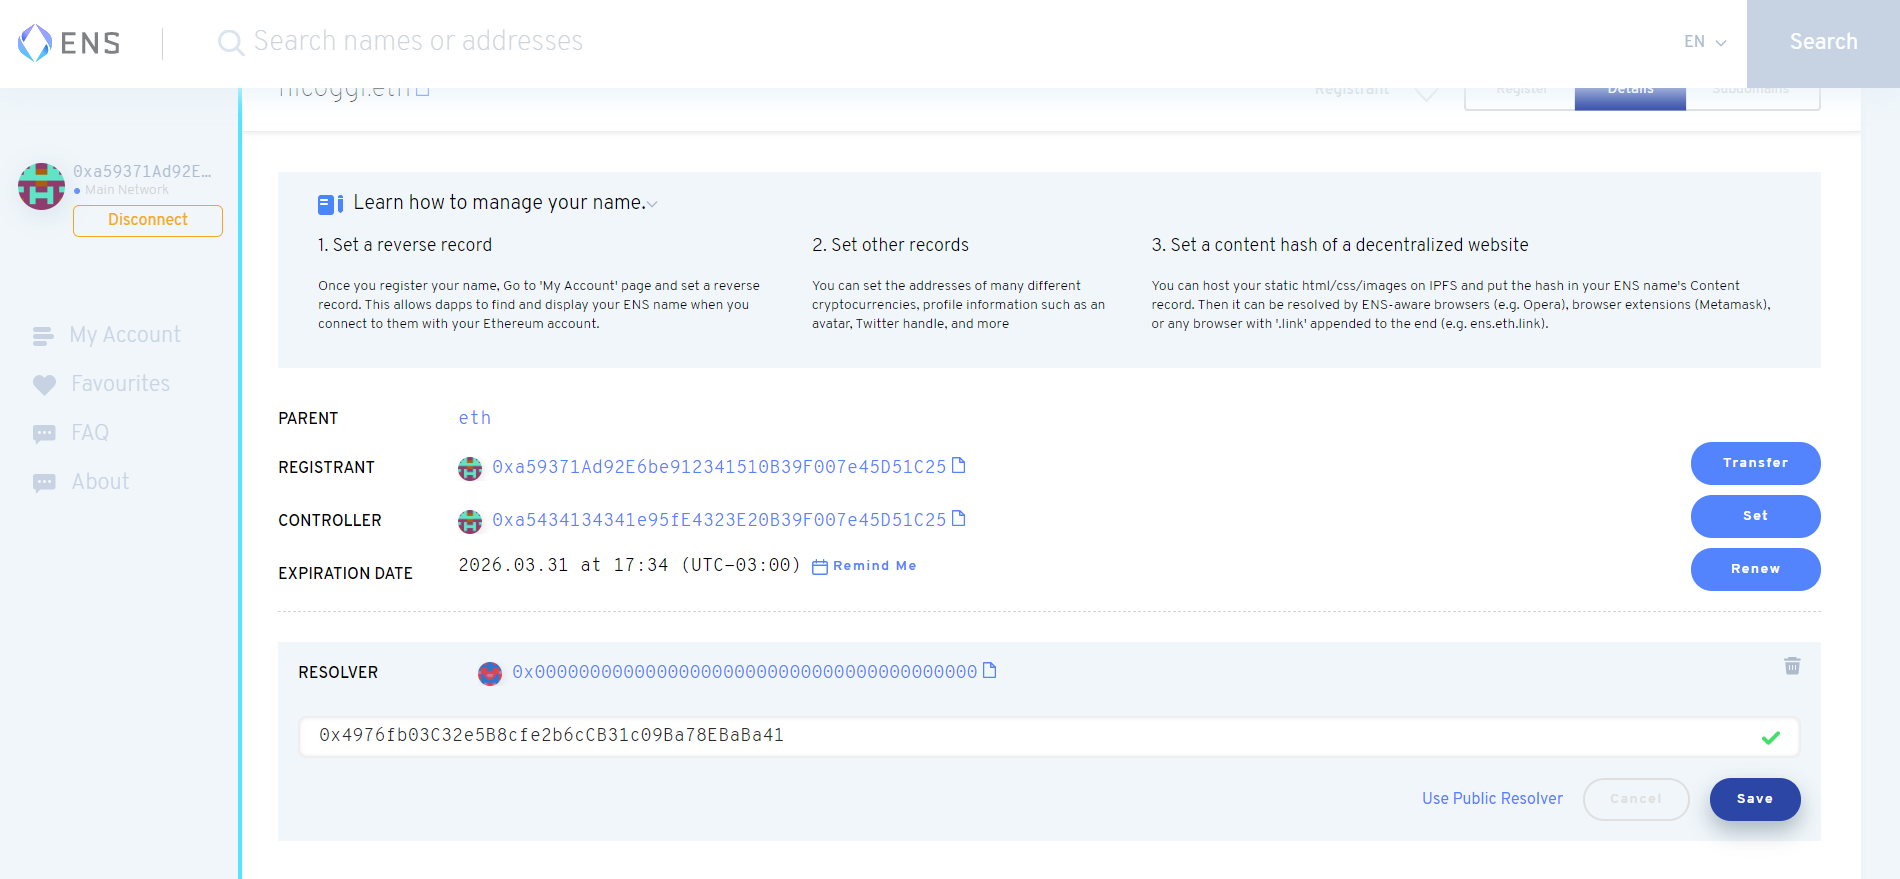 ENS
Search names or addresses
EN
Search
nicoggi.eth
Registrant
Register
Details
Subdomains
0xa59371Ad92E...
Main Network
Disconnect
My Account
Favourites
FAQ
About
Learn how to manage your name.
1. Set a reverse record
Once you register your name, Go to 'My Account' page and set a reverse
record. This allows dapps to find and display your ENS name when you
connect to them with your Ethereum account.
2. Set other records
You can set the addresses of many different
cryptocurrencies, profile information such as an
avatar, Twitter handle, and more
3. Set a content hash of a decentralized website
You can host your static html/css/images on IPFS and put the hash in your ENS name's Content
record. Then it can be resolved by ENS-aware browsers (e.g. Opera), browser extensions (Metamask),
or any browser with '.link' appended to the end (e.g. ens.eth.link).
PARENT eth
REGISTRANT 0xa59371Ad92E6be912341510B39F007e45D51C25
Transfer
CONTROLLER 0xa5434134341e95fE4323E20B39F007e45D51C25
Set
EXPIRATION DATE 2026.03.31 at 17:34 (UTC-03:00) Remind Me
Renew
RESOLVER 0x0000000000000000000000000000000000000000
0x4976fb03C32e5B8cfe2b6cCB31c09Ba78EBaBa41
Use Public Resolver
Cancel
Save